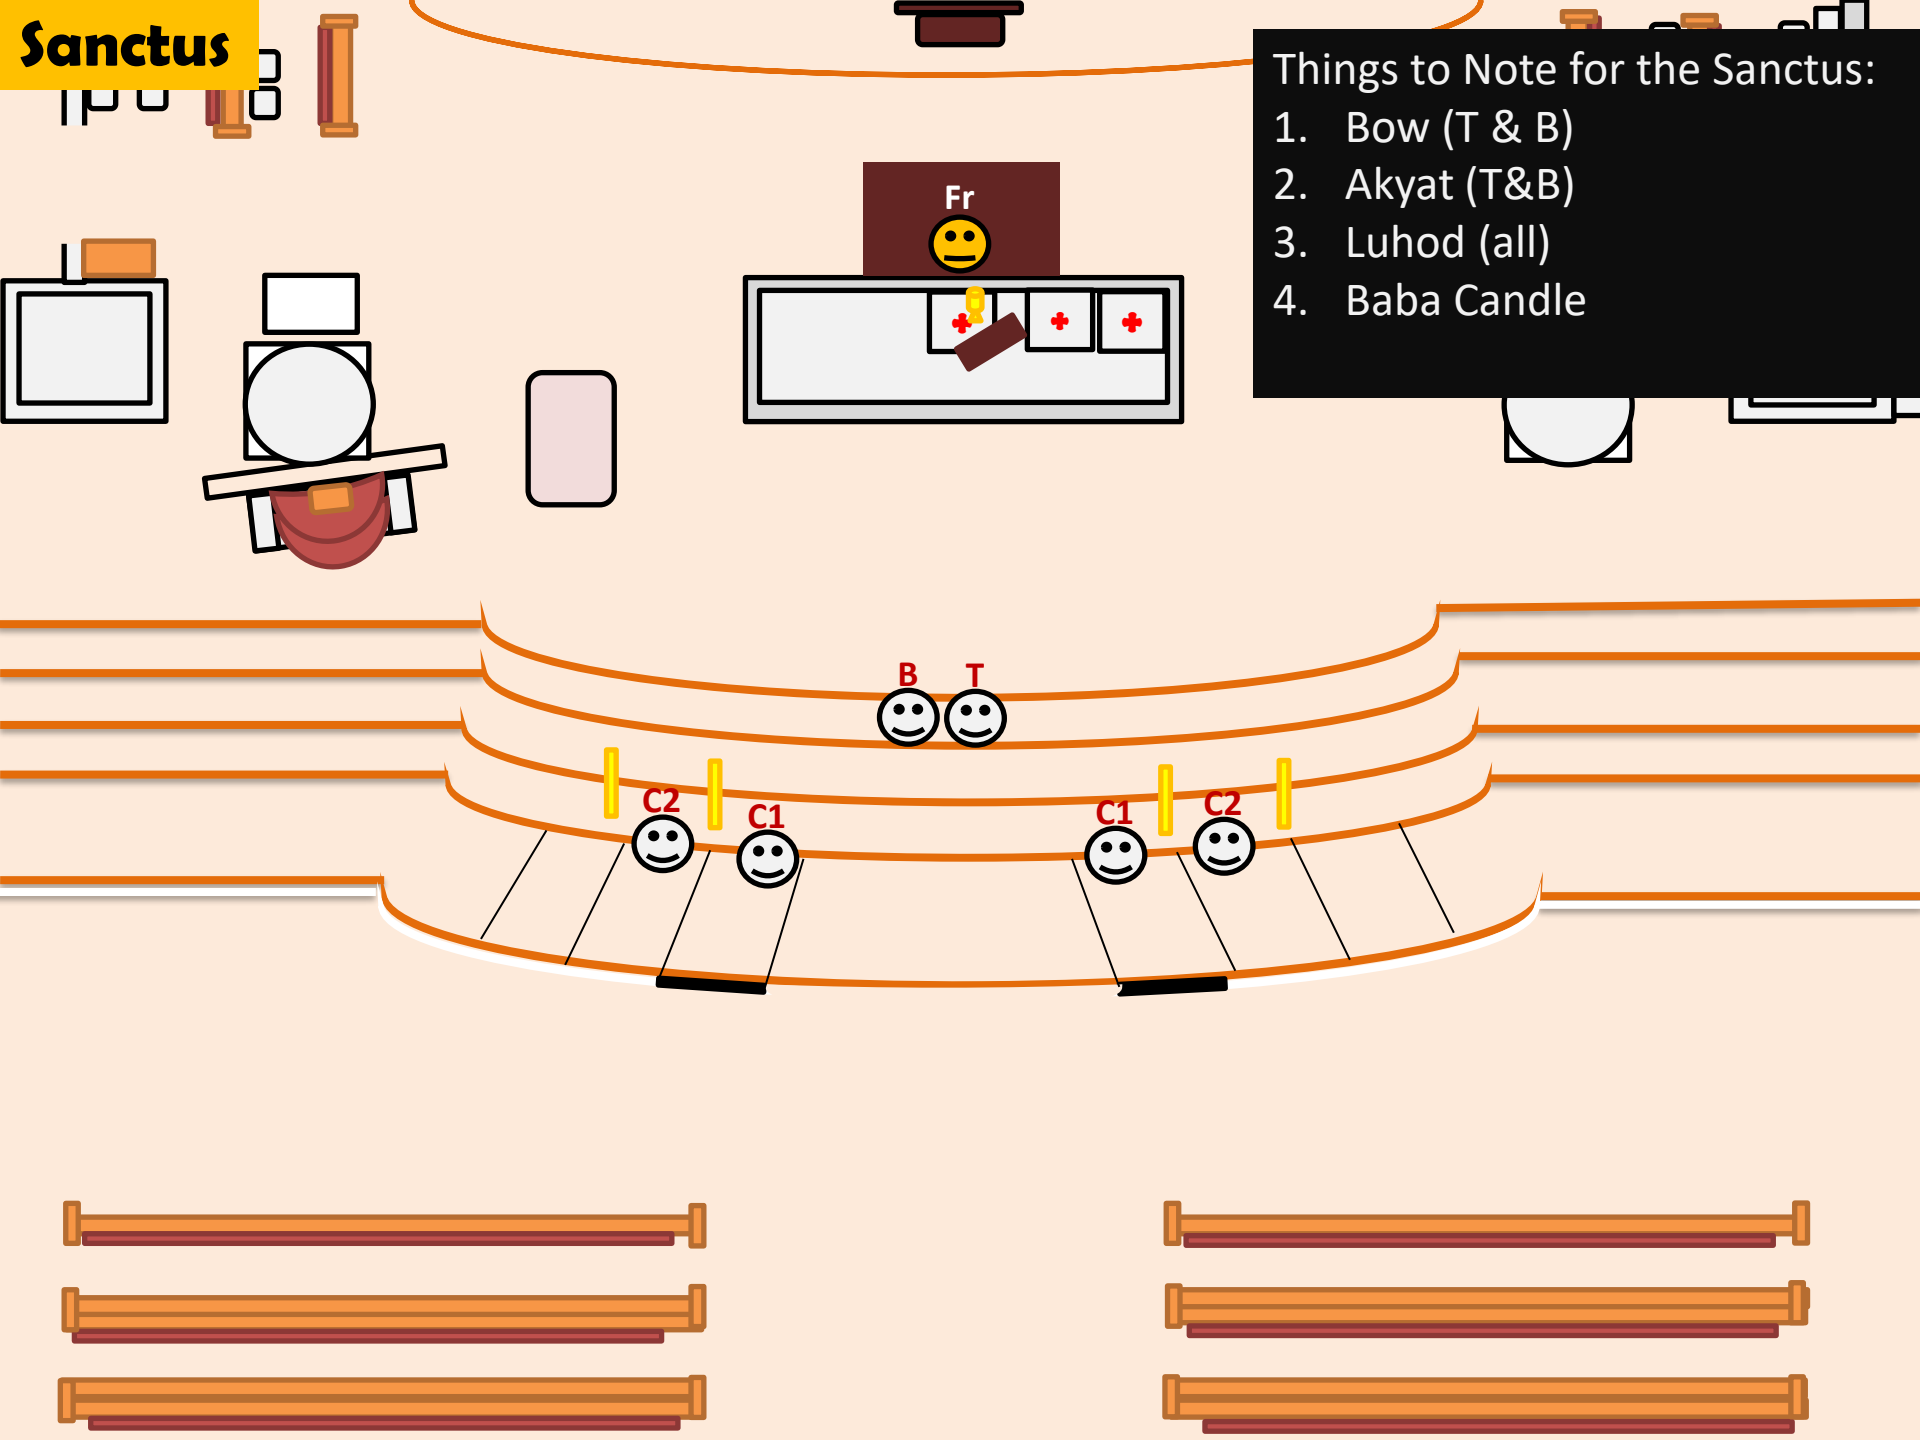 Sanctus
Things to Note for the Sanctus:
1. Bow (T & B)
2. Akyat (T&B)
3. Luhod (all)
4. Baba Candle
Fr
B T
C2 C1 C1 C2